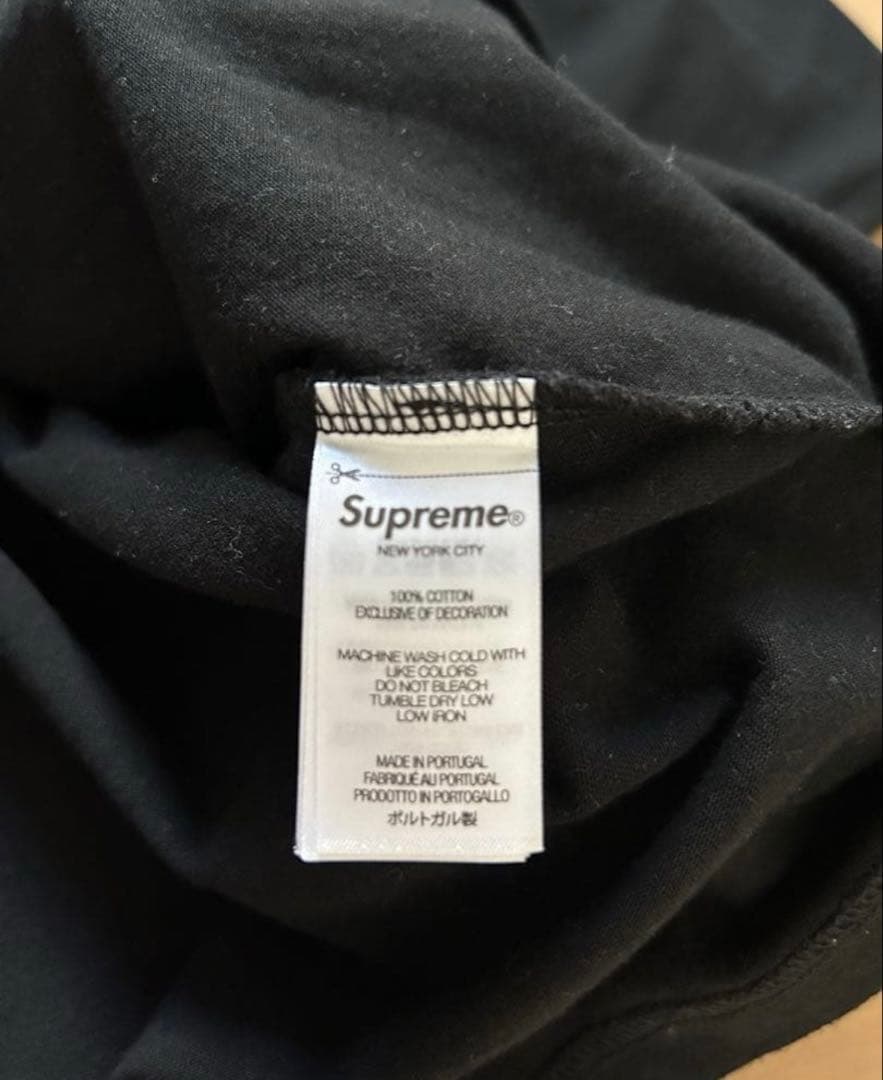 Supreme®
NEW YORK CITY
100% COTTON
EXCLUSIVE OF DECORATION
MACHINE WASH COLD WITH
LIKE COLORS
DO NOT BLEACH
TUMBLE DRY LOW
LOW IRON
MADE IN PORTUGAL
FABRIQUÉ AU PORTUGAL
PRODOTTO IN PORTOGALLO
ポルトガル製